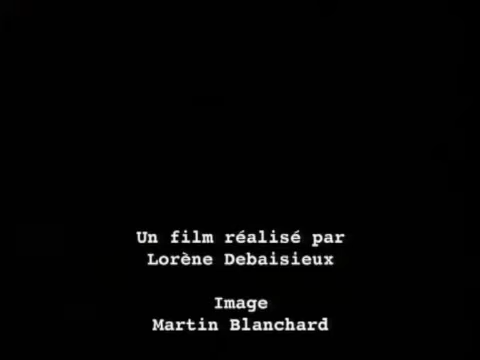 Un film réalisé par
Lorène Debaisieux
Image
Martin Blanchard